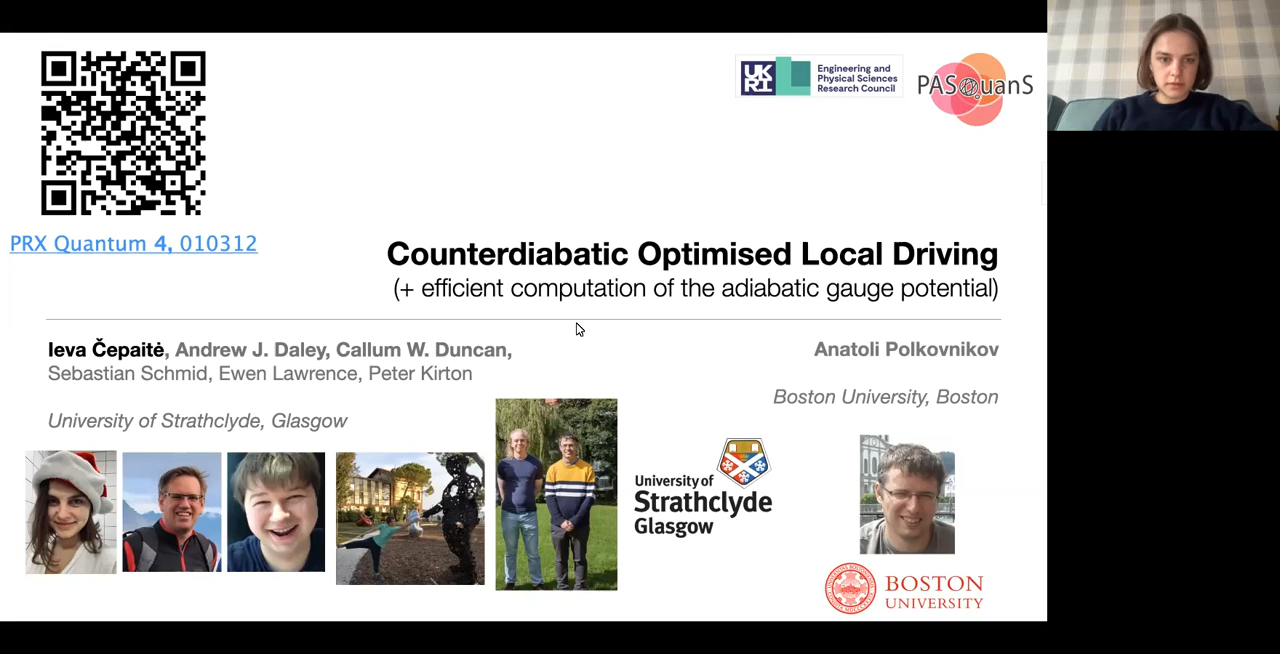 UK
RI
Engineering and
Physical Sciences
Research Council
PASQuanS
PRX Quantum 4, 010312
Counterdiabatic Optimised Local Driving
(+ efficient computation of the adiabatic gauge potential)
Ieva Čepaitė, Andrew J. Daley, Callum W. Duncan,
Sebastian Schmid, Ewen Lawrence, Peter Kirton
University of Strathclyde, Glasgow
Anatoli Polkovnikov
Boston University, Boston
University of
Strathclyde
Glasgow
BOSTON
UNIVERSITY